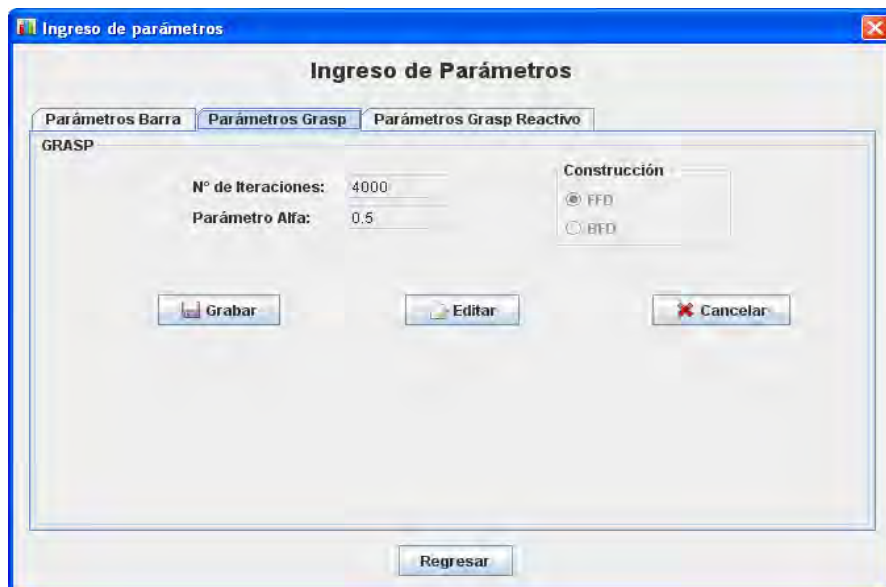 Ingreso de parámetros
Ingreso de Parámetros
Parámetros Barra Parámetros Grasp Parámetros Grasp Reactivo
GRASP
Construcción
N° de Iteraciones: 4000
FFD
Parámetro Alfa: 0.5
BFD
Grabar Editar Cancelar
Regresar